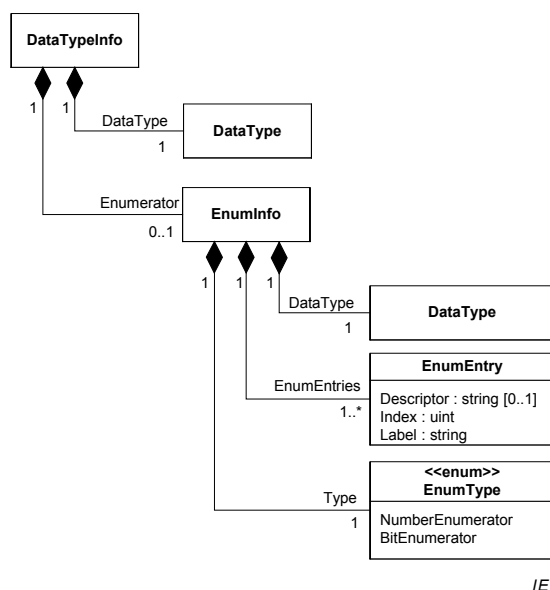 DataTypeInfo
1
1
DataType
1
DataType
Enumerator
0..1
EnumInfo
1
1
1
DataType
1
DataType
EnumEntries
1..*
EnumEntry
Descriptor : string [0..1]
Index : uint
Label : string
Type
1
<<enum>>
EnumType
NumberEnumerator
BitEnumerator
IE